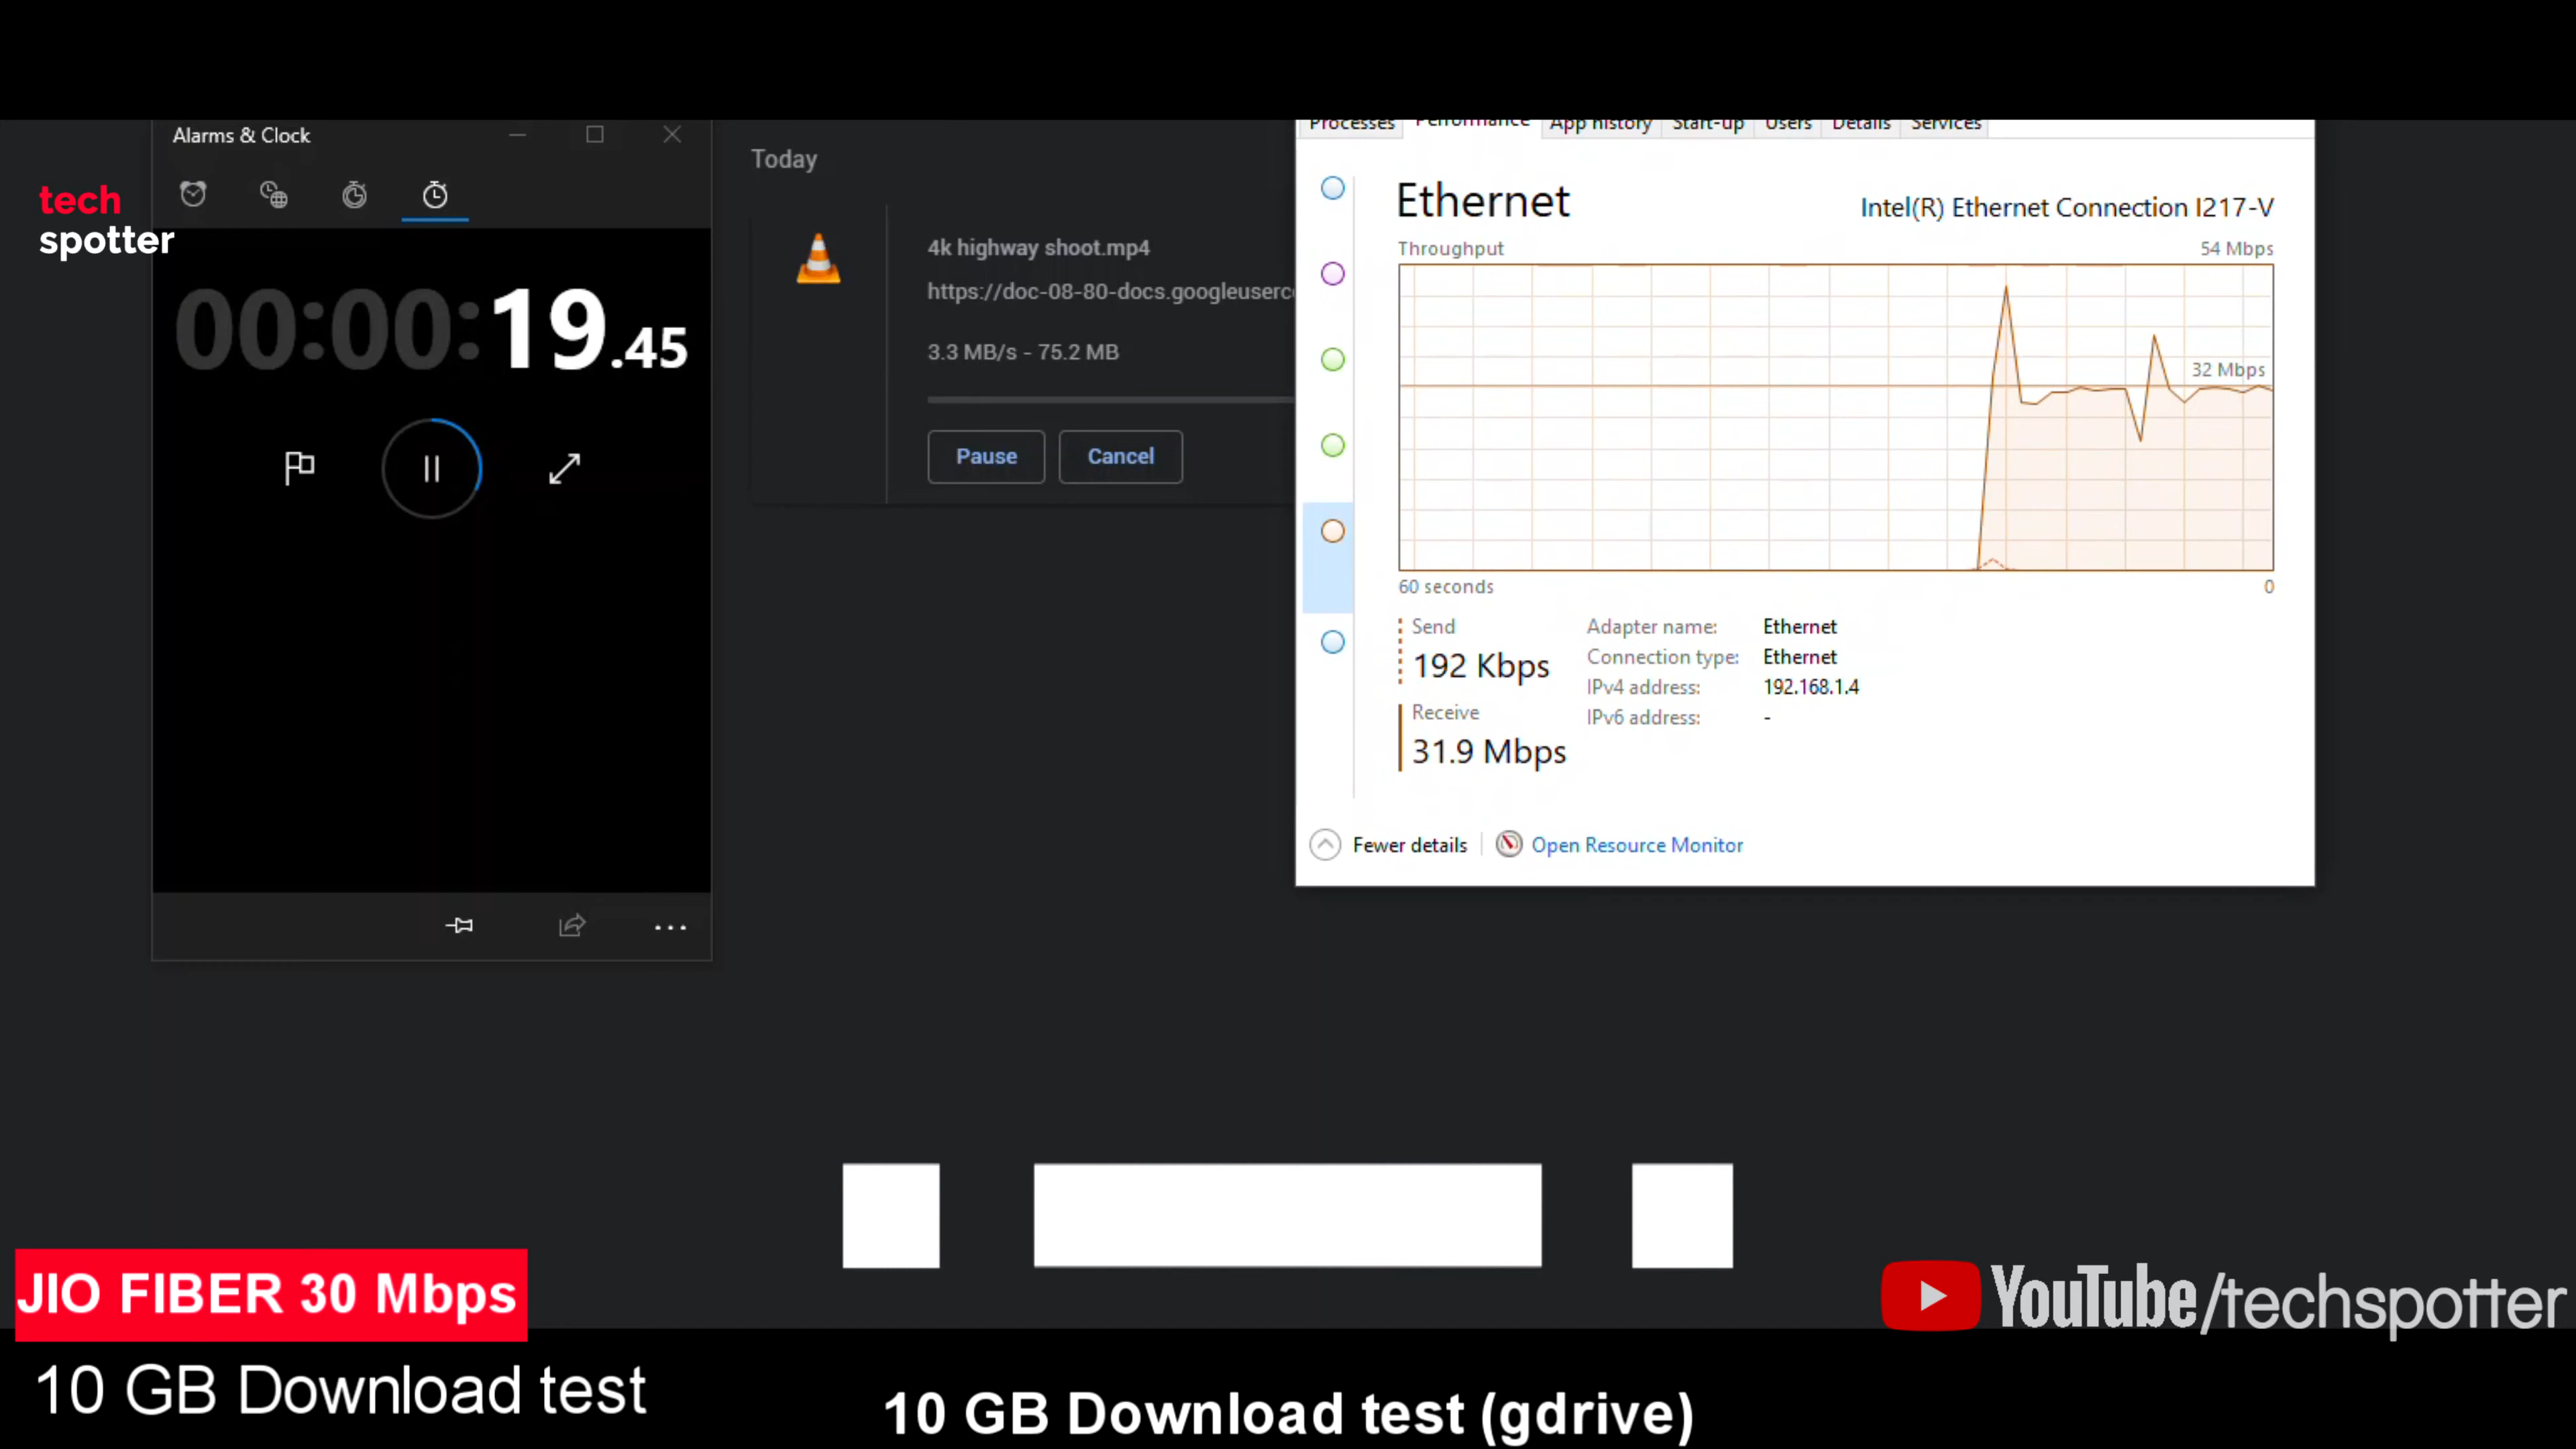 Alarms & Clock
tech
spotter
00:00:19.45
Today
4k highway shoot.mp4
https://doc-08-80-docs.googleuserc
3.3 MB/s - 75.2 MB
Pause
Cancel
Processes Performance App history Start-up Users Details Services
Ethernet
Intel(R) Ethernet Connection I217-V
Throughput
54 Mbps
32 Mbps
60 seconds
0
Send
192 Kbps
Receive
31.9 Mbps
Adapter name: Ethernet
Connection type: Ethernet
IPv4 address: 192.168.1.4
IPv6 address: -
Fewer details
Open Resource Monitor
JIO FIBER 30 Mbps
10 GB Download test
10 GB Download test (gdrive)
YouTube/techspotter